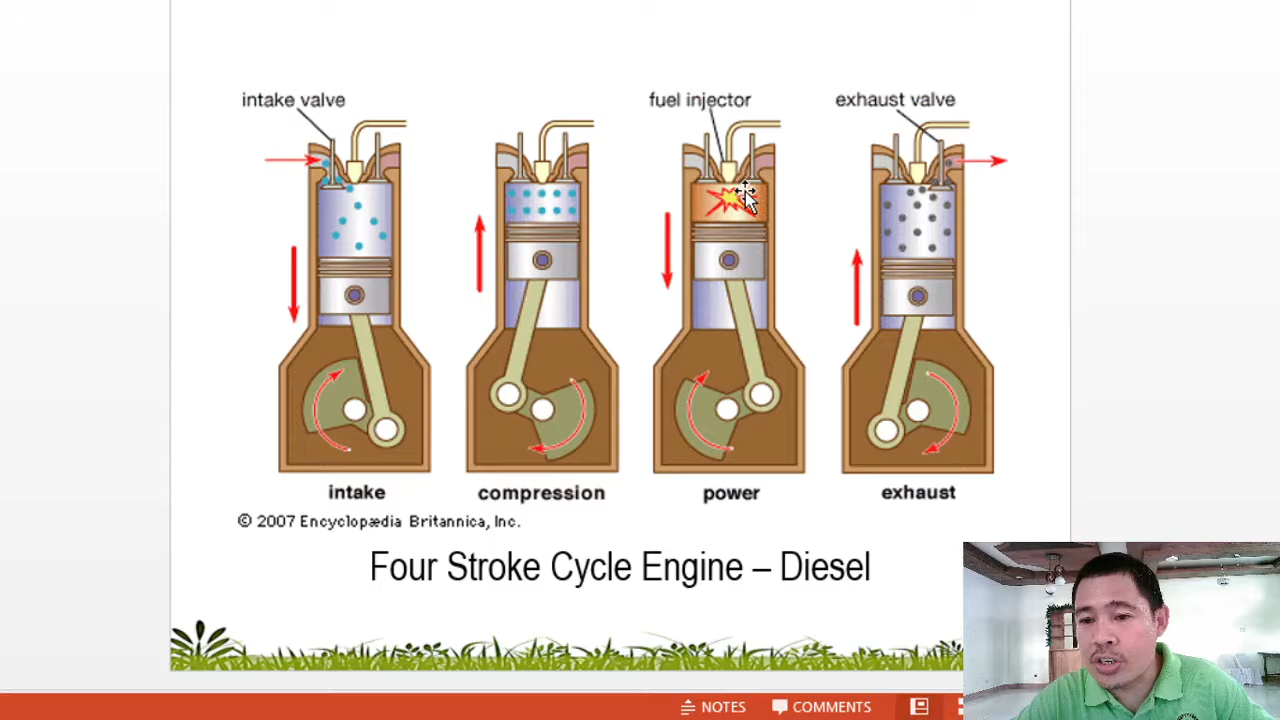 intake valve
fuel injector
exhaust valve
intake
compression
power
exhaust
© 2007 Encyclopædia Britannica, Inc.
Four Stroke Cycle Engine – Diesel
NOTES
COMMENTS